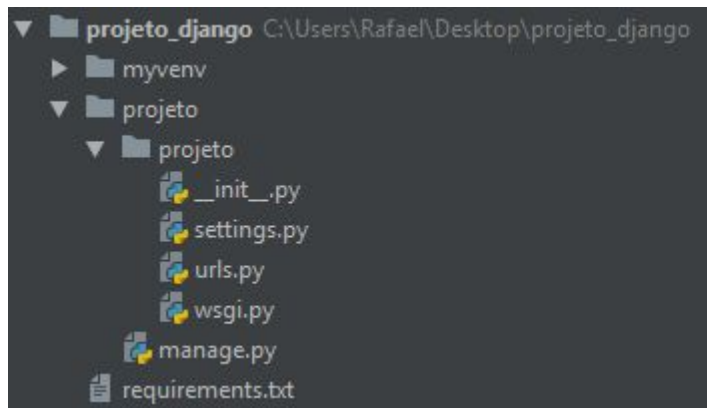 projeto_django C:\Users\Rafael\Desktop\projeto_django
myvenv
projeto
projeto
__init__.py
settings.py
urls.py
wsgi.py
manage.py
requirements.txt